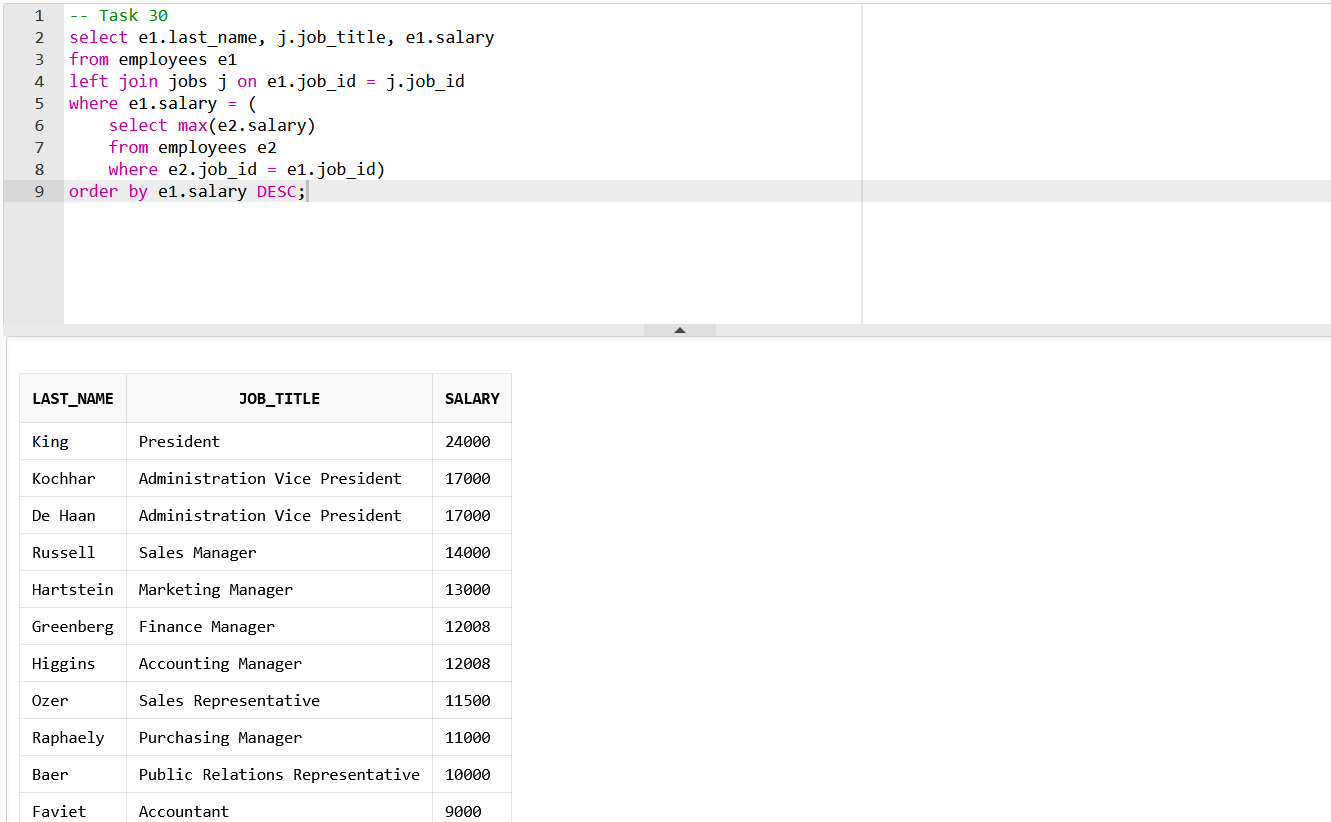 1 -- Task 30
2 select e1.last_name, j.job_title, e1.salary
3 from employees e1
4 left join jobs j on e1.job_id = j.job_id
5 where e1.salary = (
6     select max(e2.salary)
7     from employees e2
8     where e2.job_id = e1.job_id)
9 order by e1.salary DESC;
LAST_NAME JOB_TITLE SALARY
King President 24000
Kochhar Administration Vice President 17000
De Haan Administration Vice President 17000
Russell Sales Manager 14000
Hartstein Marketing Manager 13000
Greenberg Finance Manager 12008
Higgins Accounting Manager 12008
Ozer Sales Representative 11500
Raphaely Purchasing Manager 11000
Baer Public Relations Representative 10000
Faviet Accountant 9000